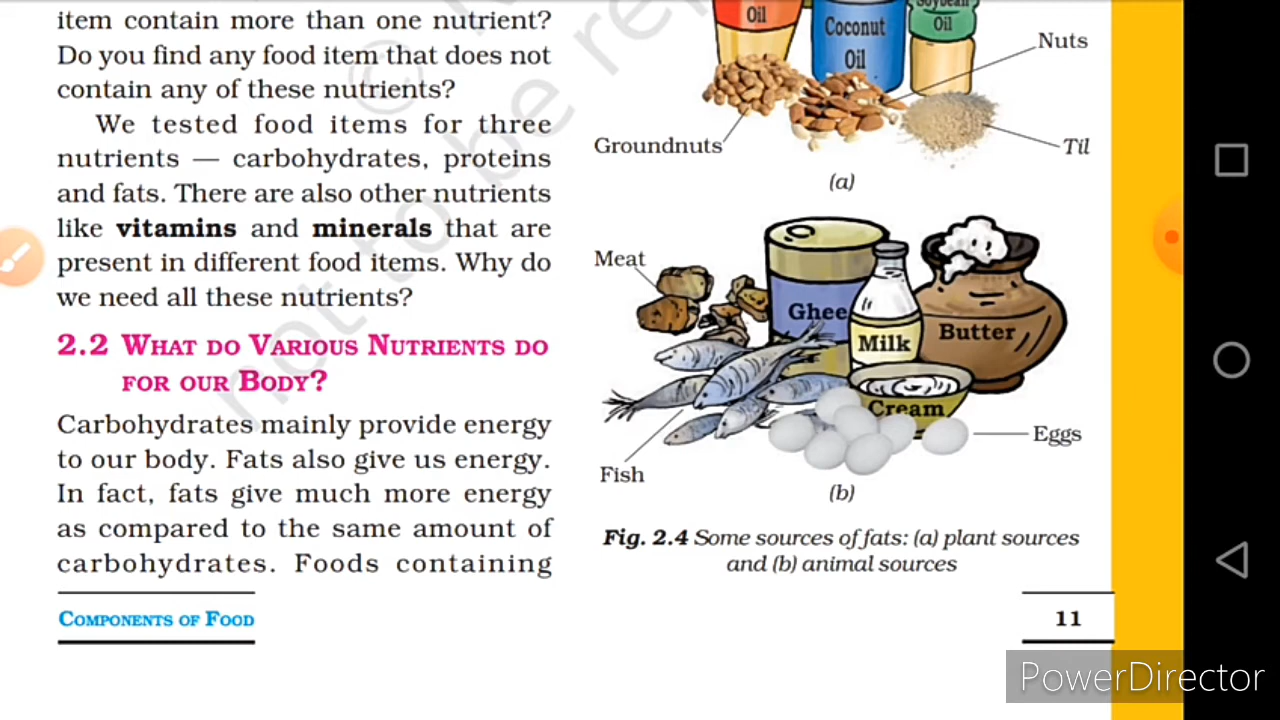 item contain more than one nutrient?
Do you find any food item that does not
contain any of these nutrients?
We tested food items for three
nutrients — carbohydrates, proteins
and fats. There are also other nutrients
like vitamins and minerals that are
present in different food items. Why do
we need all these nutrients?
2.2 WHAT DO VARIOUS NUTRIENTS DO
FOR OUR BODY?
Carbohydrates mainly provide energy
to our body. Fats also give us energy.
In fact, fats give much more energy
as compared to the same amount of
carbohydrates. Foods containing
COMPONENTS OF FOOD
Oil
Coconut
Oil
Soybean
Oil
Nuts
Groundnuts
Til
(a)
Meat
Ghee
Milk
Butter
Cream
Eggs
Fish
(b)
Fig. 2.4 Some sources of fats: (a) plant sources
and (b) animal sources
11
not to be re
©
PowerDirector